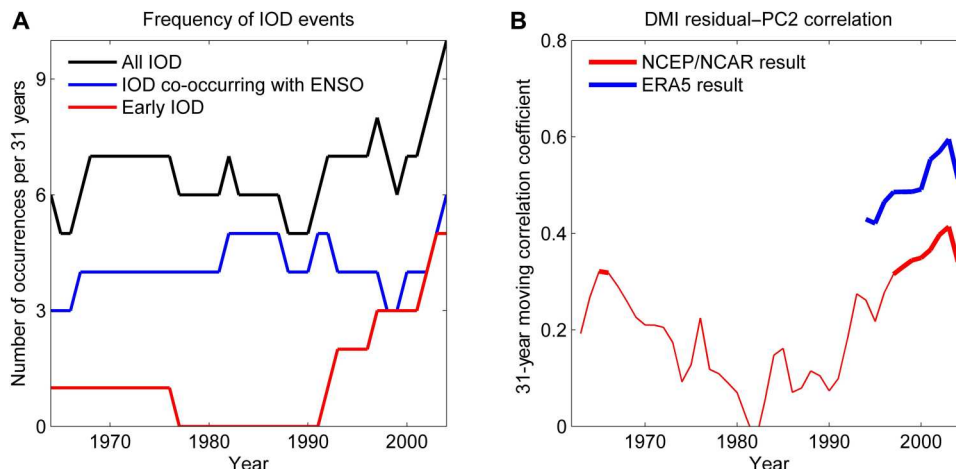 A
Frequency of IOD events
Number of occurrences per 31 years
9
6
3
0
All IOD
IOD co-occurring with ENSO
Early IOD
1970
1980
1990
2000
Year
B
DMI residual–PC2 correlation
31-year moving correlation coefficient
0.8
0.6
0.4
0.2
0
NCEP/NCAR result
ERA5 result
1970
1980
1990
2000
Year